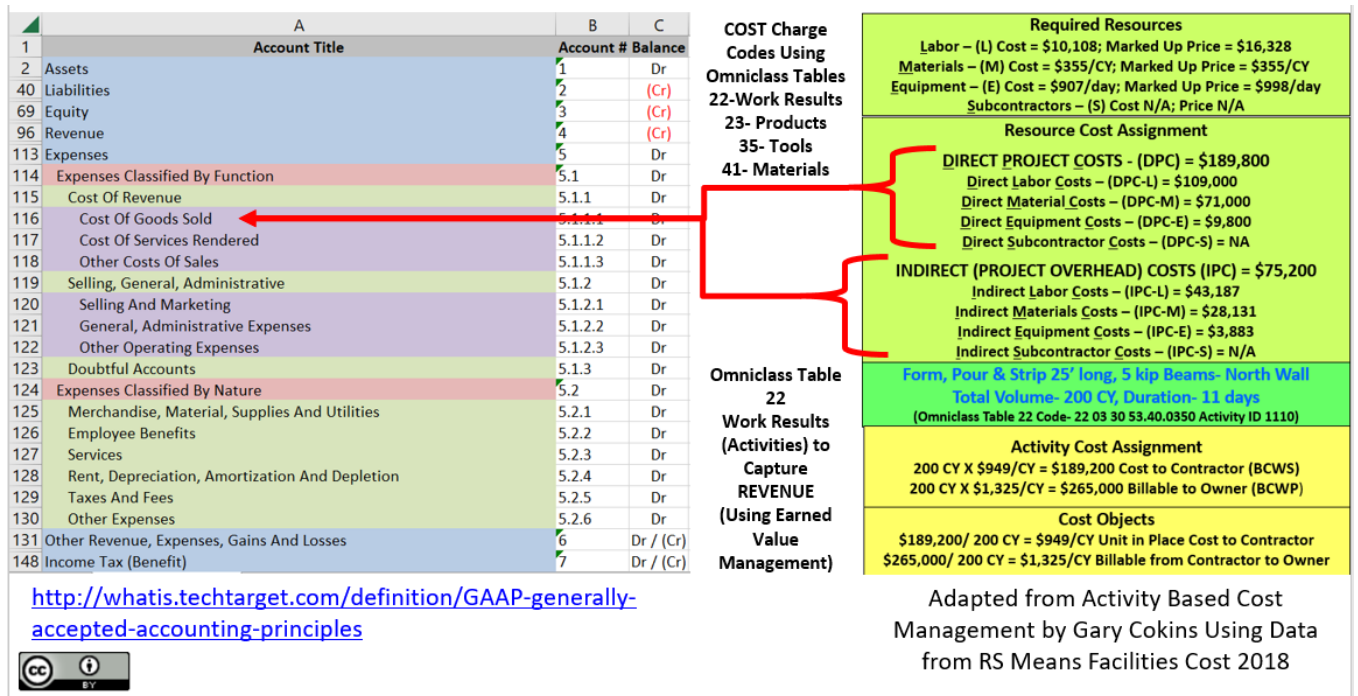 A B C
1 Account Title Account # Balance
2 Assets 1 Dr
40 Liabilities 2 (Cr)
69 Equity 3 (Cr)
96 Revenue 4 (Cr)
113 Expenses 5 Dr
114 Expenses Classified By Function 5.1 Dr
115 Cost Of Revenue 5.1.1 Dr
116 Cost Of Goods Sold 5.1.1.1 Dr
117 Cost Of Services Rendered 5.1.1.2 Dr
118 Other Costs Of Sales 5.1.1.3 Dr
119 Selling, General, Administrative 5.1.2 Dr
120 Selling And Marketing 5.1.2.1 Dr
121 General, Administrative Expenses 5.1.2.2 Dr
122 Other Operating Expenses 5.1.2.3 Dr
123 Doubtful Accounts 5.1.3 Dr
124 Expenses Classified By Nature 5.2 Dr
125 Merchandise, Material, Supplies And Utilities 5.2.1 Dr
126 Employee Benefits 5.2.2 Dr
127 Services 5.2.3 Dr
128 Rent, Depreciation, Amortization And Depletion 5.2.4 Dr
129 Taxes And Fees 5.2.5 Dr
130 Other Expenses 5.2.6 Dr
131 Other Revenue, Expenses, Gains And Losses 6 Dr / (Cr)
148 Income Tax (Benefit) 7 Dr / (Cr)
http://whatis.techtarget.com/definition/GAAP-generally-
accepted-accounting-principles
cc BY
COST Charge
Codes Using
Omniclass Tables
22-Work Results
23- Products
35- Tools
41- Materials
Omniclass Table
22
Work Results
(Activities) to
Capture
REVENUE
(Using Earned
Value
Management)
Required Resources
Labor – (L) Cost = $10,108; Marked Up Price = $16,328
Materials – (M) Cost = $355/CY; Marked Up Price = $355/CY
Equipment – (E) Cost = $907/day; Marked Up Price = $998/day
Subcontractors – (S) Cost N/A; Price N/A
Resource Cost Assignment
DIRECT PROJECT COSTS - (DPC) = $189,800
Direct Labor Costs – (DPC-L) = $109,000
Direct Material Costs – (DPC-M) = $71,000
Direct Equipment Costs – (DPC-E) = $9,800
Direct Subcontractor Costs – (DPC-S) = NA
INDIRECT (PROJECT OVERHEAD) COSTS (IPC) = $75,200
Indirect Labor Costs – (IPC-L) = $43,187
Indirect Materials Costs – (IPC-M) = $28,131
Indirect Equipment Costs – (IPC-E) = $3,883
Indirect Subcontractor Costs – (IPC-S) = N/A
Form, Pour & Strip 25’ long, 5 kip Beams- North Wall
Total Volume- 200 CY, Duration- 11 days
(Omniclass Table 22 Code- 22 03 30 53.40.0350 Activity ID 1110)
Activity Cost Assignment
200 CY X $949/CY = $189,200 Cost to Contractor (BCWS)
200 CY X $1,325/CY = $265,000 Billable to Owner (BCWP)
Cost Objects
$189,200/ 200 CY = $949/CY Unit in Place Cost to Contractor
$265,000/ 200 CY = $1,325/CY Billable from Contractor to Owner
Adapted from Activity Based Cost
Management by Gary Cokins Using Data
from RS Means Facilities Cost 2018